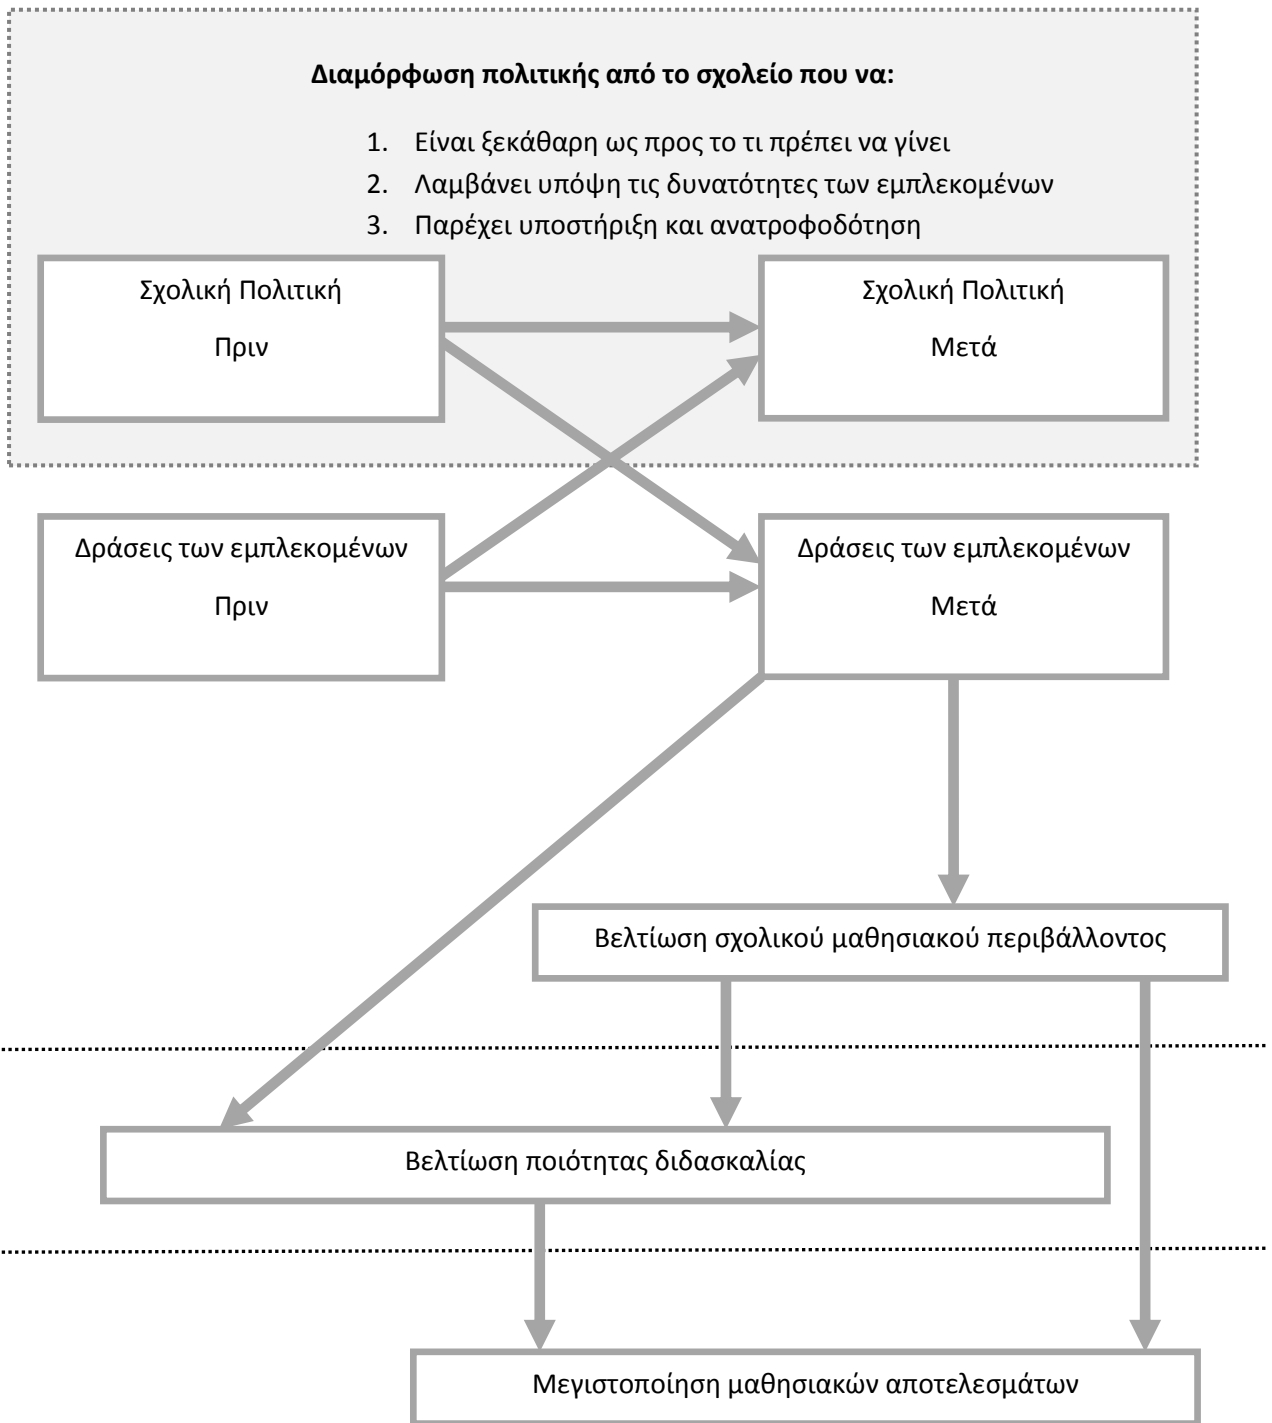 Διαμόρφωση πολιτικής από το σχολείο που να:
1. Είναι ξεκάθαρη ως προς το τι πρέπει να γίνει
2. Λαμβάνει υπόψη τις δυνατότητες των εμπλεκομένων
3. Παρέχει υποστήριξη και ανατροφοδότηση
Σχολική Πολιτική
Πριν
Σχολική Πολιτική
Μετά
Δράσεις των εμπλεκομένων
Πριν
Δράσεις των εμπλεκομένων
Μετά
Βελτίωση σχολικού μαθησιακού περιβάλλοντος
Βελτίωση ποιότητας διδασκαλίας
Μεγιστοποίηση μαθησιακών αποτελεσμάτων